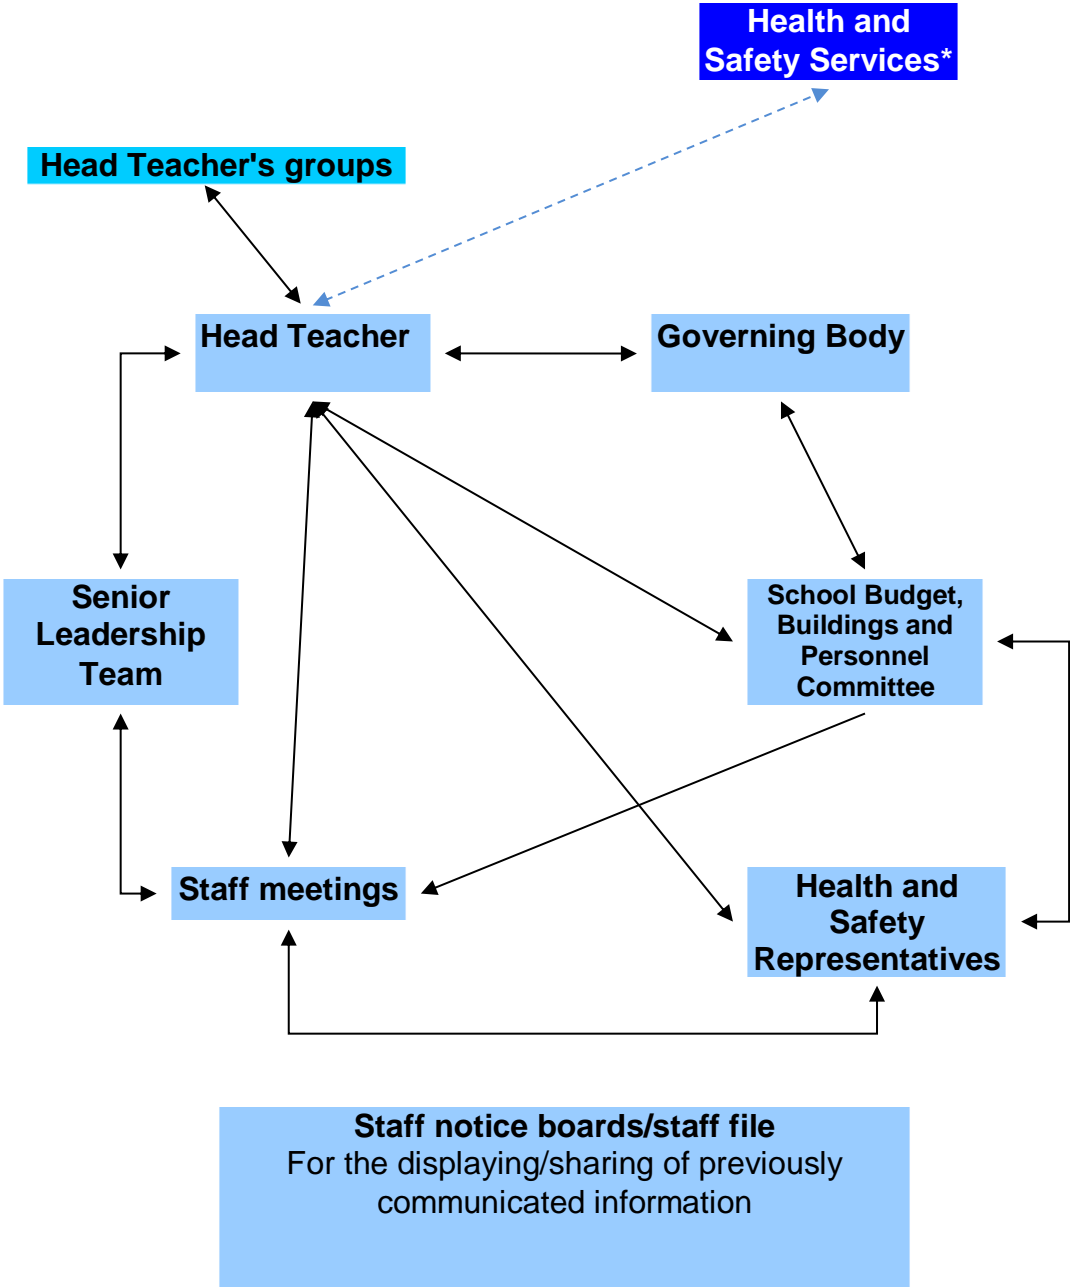 Health and
Safety Services*
Head Teacher's groups
Head Teacher
Governing Body
Senior
Leadership
Team
School Budget,
Buildings and
Personnel
Committee
Staff meetings
Health and
Safety
Representatives
Staff notice boards/staff file
For the displaying/sharing of previously
communicated information